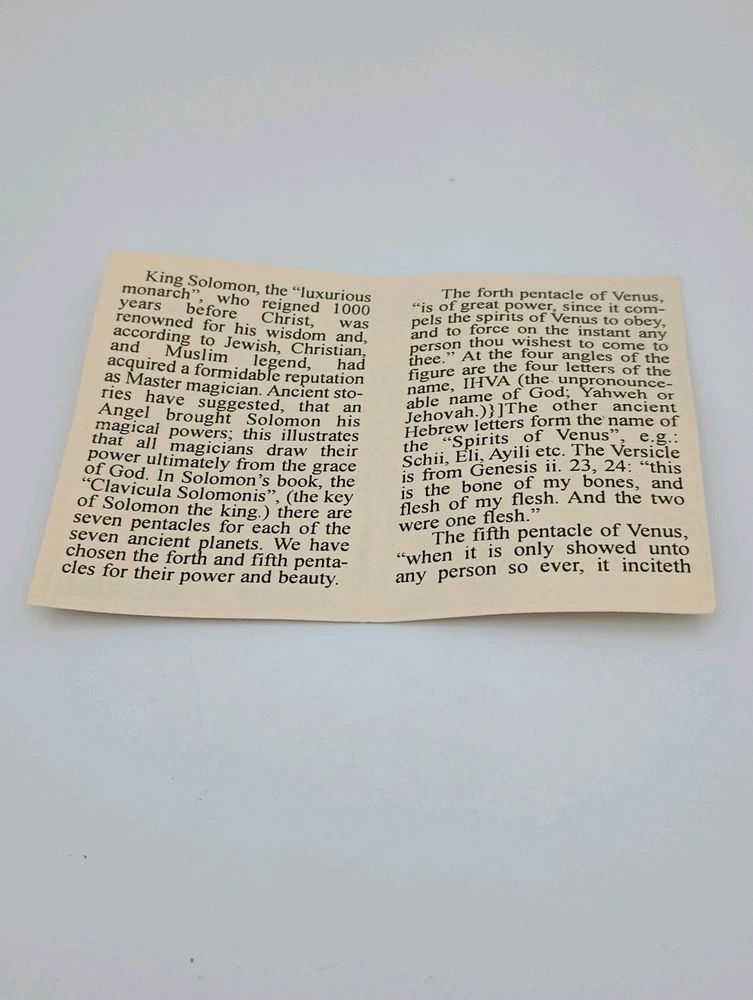 King Solomon, the “luxurious
monarch”, who reigned 1000
years before Christ, was
renowned for his wisdom and,
according to Jewish, Christian,
and Muslim legend, had
acquired a formidable reputation
as Master magician. Ancient sto-
ries have suggested, that an
Angel brought Solomon his
magical powers; this illustrates
that all magicians draw their
power ultimately from the grace
of God. In Solomon's book, the
“Clavicula Solomonis”, (the key
of Solomon the king.) there are
seven pentacles for each of the
seven ancient planets. We have
chosen the forth and fifth penta-
cles for their power and beauty.
The forth pentacle of Venus,
“is of great power, since it com-
pels the spirits of Venus to obey,
and to force on the instant any
person thou wishest to come to
thee.” At the four angles of the
figure are the four letters of the
name, IHVA (the unpronounce-
able name of God; Yahweh or
Jehovah.)}]The other ancient
Hebrew letters form the name of
the “Spirits of Venus”, e.g.:
Schii, Eli, Ayili etc. The Versicle
is from Genesis ii. 23, 24: “this
is the bone of my bones, and
flesh of my flesh. And the two
were one flesh.”
The fifth pentacle of Venus,
“when it is only showed unto
any person so ever, it inciteth